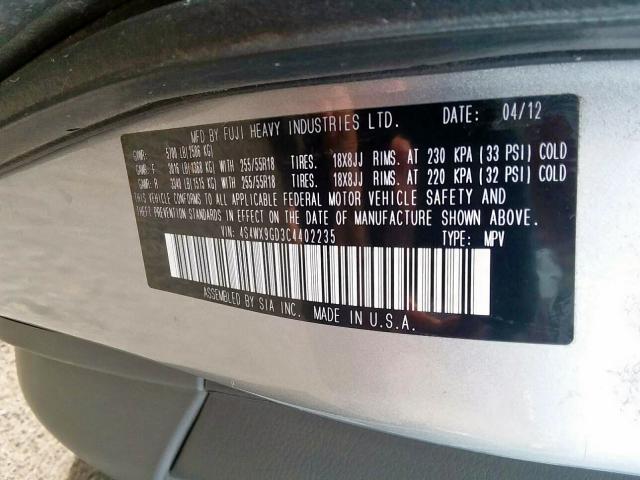 MFD BY FUJI HEAVY INDUSTRIES LTD. DATE: 04/12
GVWR: 5700 LB(2586 KG)
GAWR: F 3016 LB(1368 KG) WITH 255/55R18 TIRES. 18X8JJ RIMS. AT 230 KPA (33 PSI) COLD
GAWR: R 3340 LB(1515 KG) WITH 255/55R18 TIRES. 18X8JJ RIMS. AT 220 KPA (32 PSI) COLD
THIS VEHICLE CONFORMS TO ALL APPLICABLE FEDERAL MOTOR VEHICLE SAFETY AND
THEFT PREVENTION STANDARDS IN EFFECT ON THE DATE OF MANUFACTURE SHOWN ABOVE.
VIN: 4S4WX9GD3C4402235 TYPE: MPV
ASSEMBLED BY SIA INC. MADE IN U.S.A.